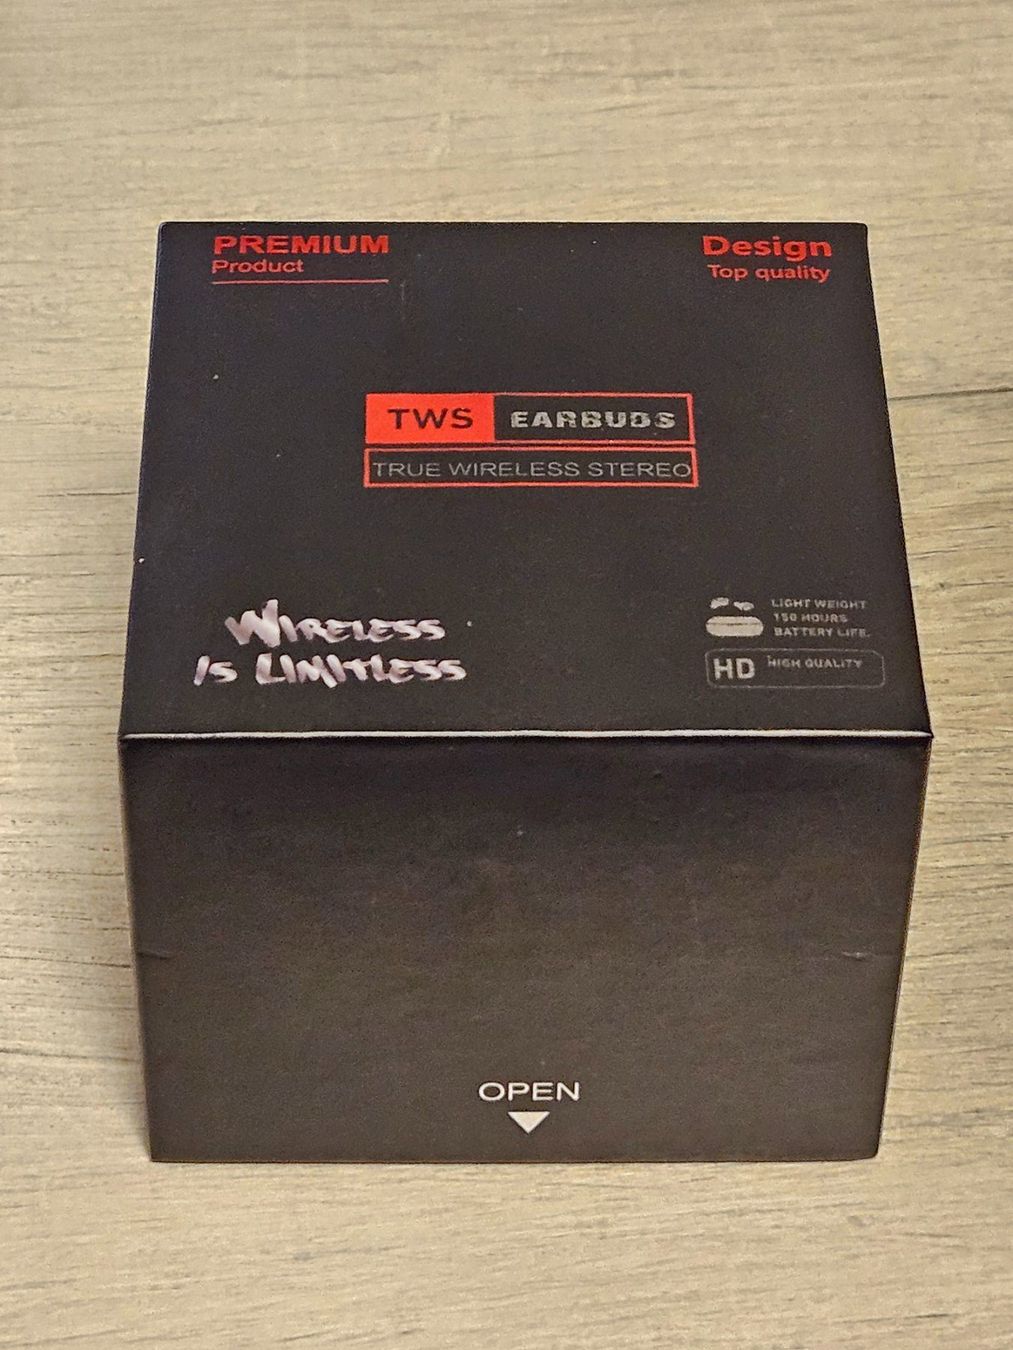 PREMIUM
Product
Design
Top quality
TWS EARBUDS
TRUE WIRELESS STEREO
WIRELESS
IS LIMITLESS
LIGHT WEIGHT
150 HOURS
BATTERY LIFE.
HD HIGH QUALITY
OPEN